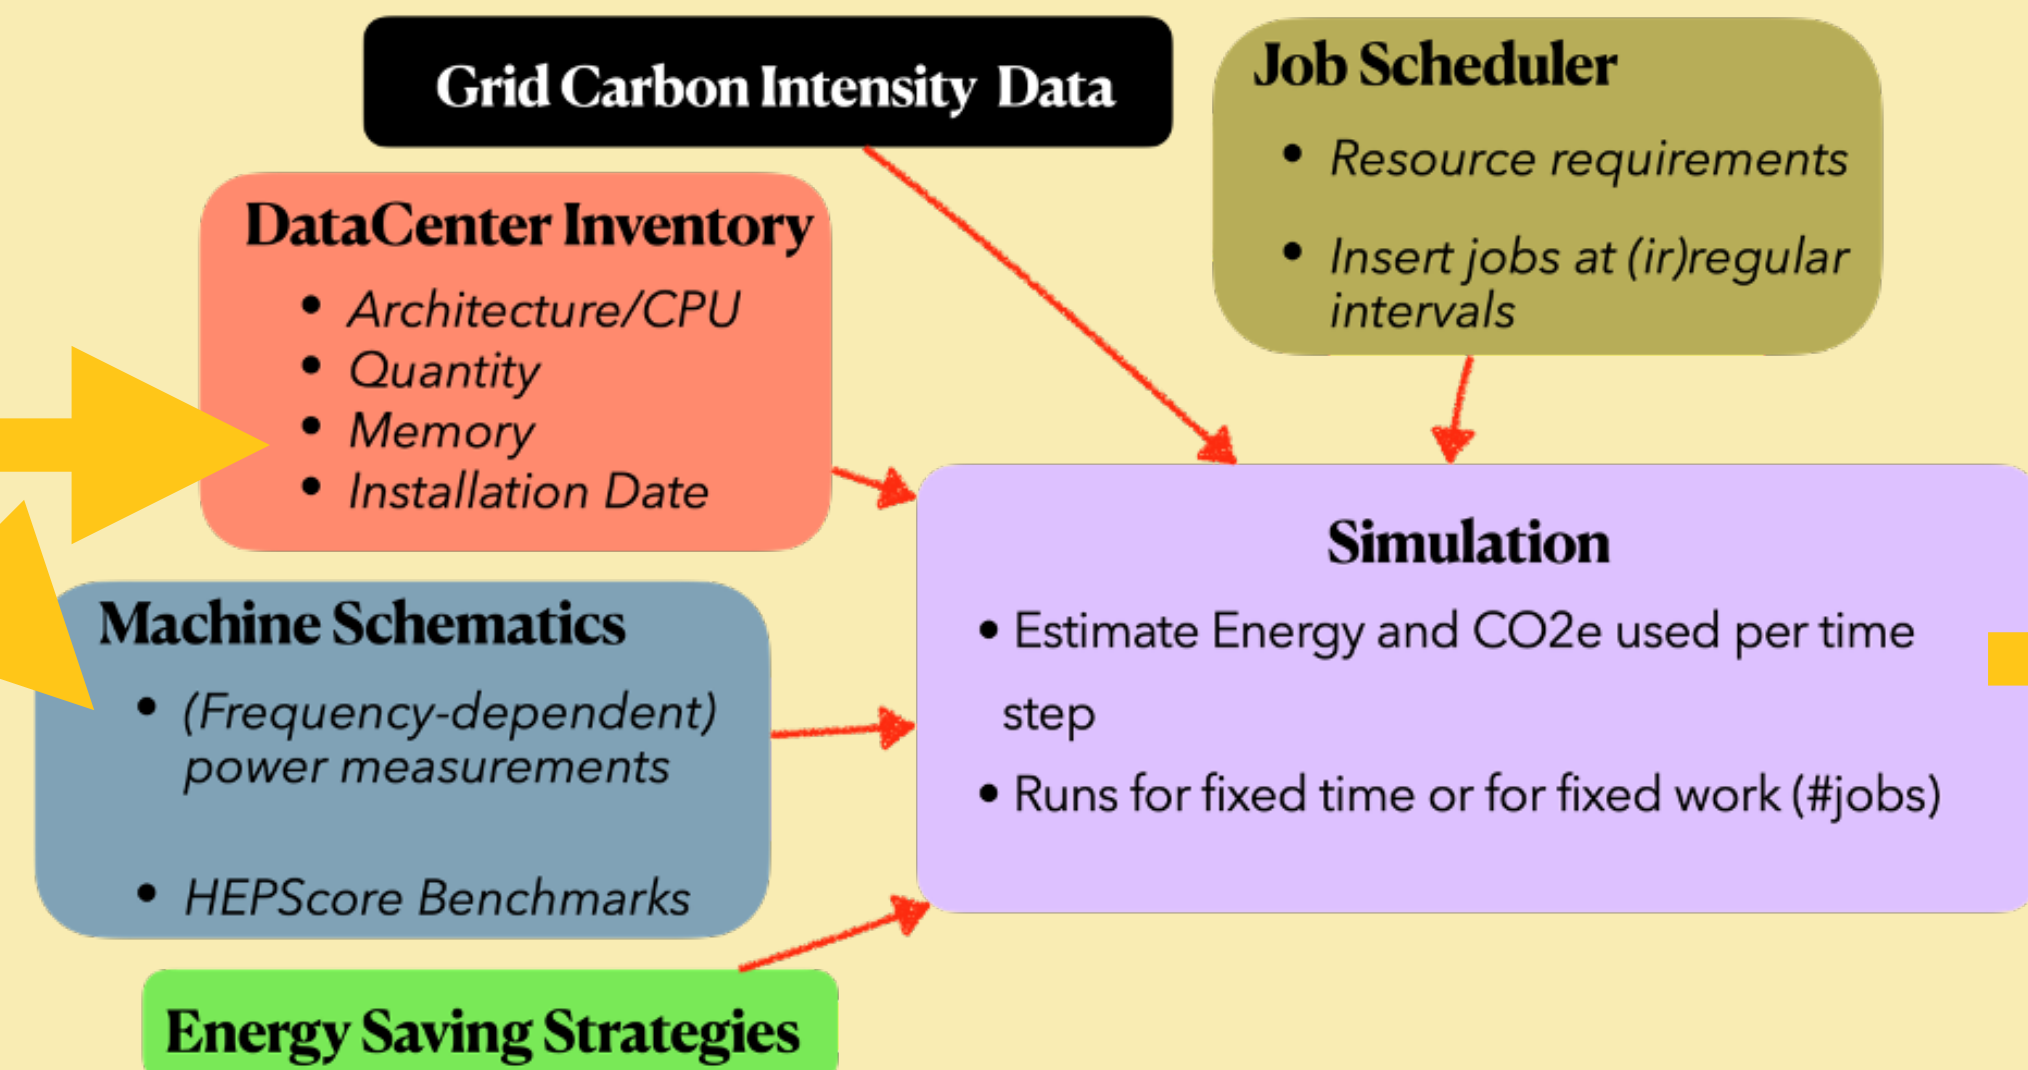 Grid Carbon Intensity Data
Job Scheduler
• Resource requirements
• Insert jobs at (ir)regular
intervals
DataCenter Inventory
• Architecture/CPU
• Quantity
• Memory
• Installation Date
Machine Schematics
• (Frequency-dependent)
power measurements
• HEPScore Benchmarks
Energy Saving Strategies
Simulation
• Estimate Energy and CO2e used per time
step
• Runs for fixed time or for fixed work (#jobs)